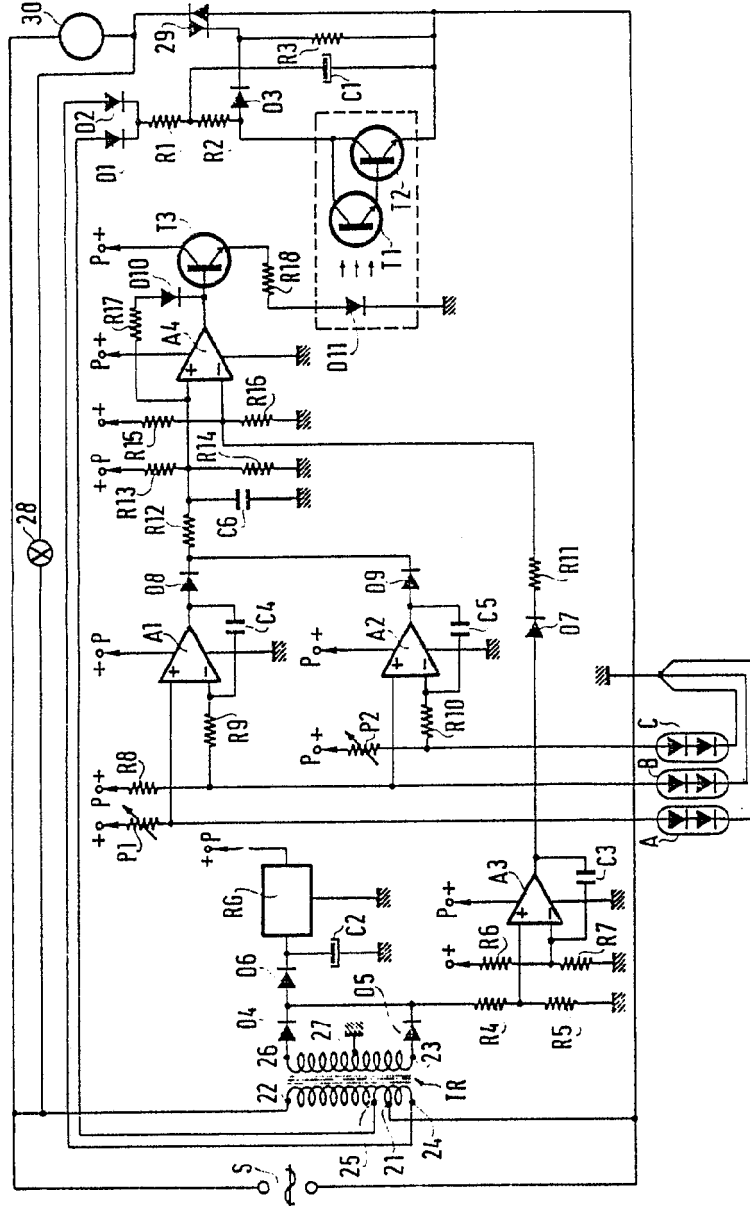 30
29
R3
C1
D2
D1
R1
R2
D3
T2
T1
P +
T3
D10
R18
R17
D11
P +
A4
+
–
+
R15
R16
+ P
R13
R14
R12
C6
28
D8
D9
+ P
A1
+
–
C4
R9
P +
A2
+
–
C5
R10
P +
P2
R11
D7
+ P
R8
+ P
P1
A
B
C
+ P
RG
C2
D6
D4
D5
26
27
23
22
25
21
24
TR
S
R4
R5
+
R6
R7
P +
A3
+
–
C3